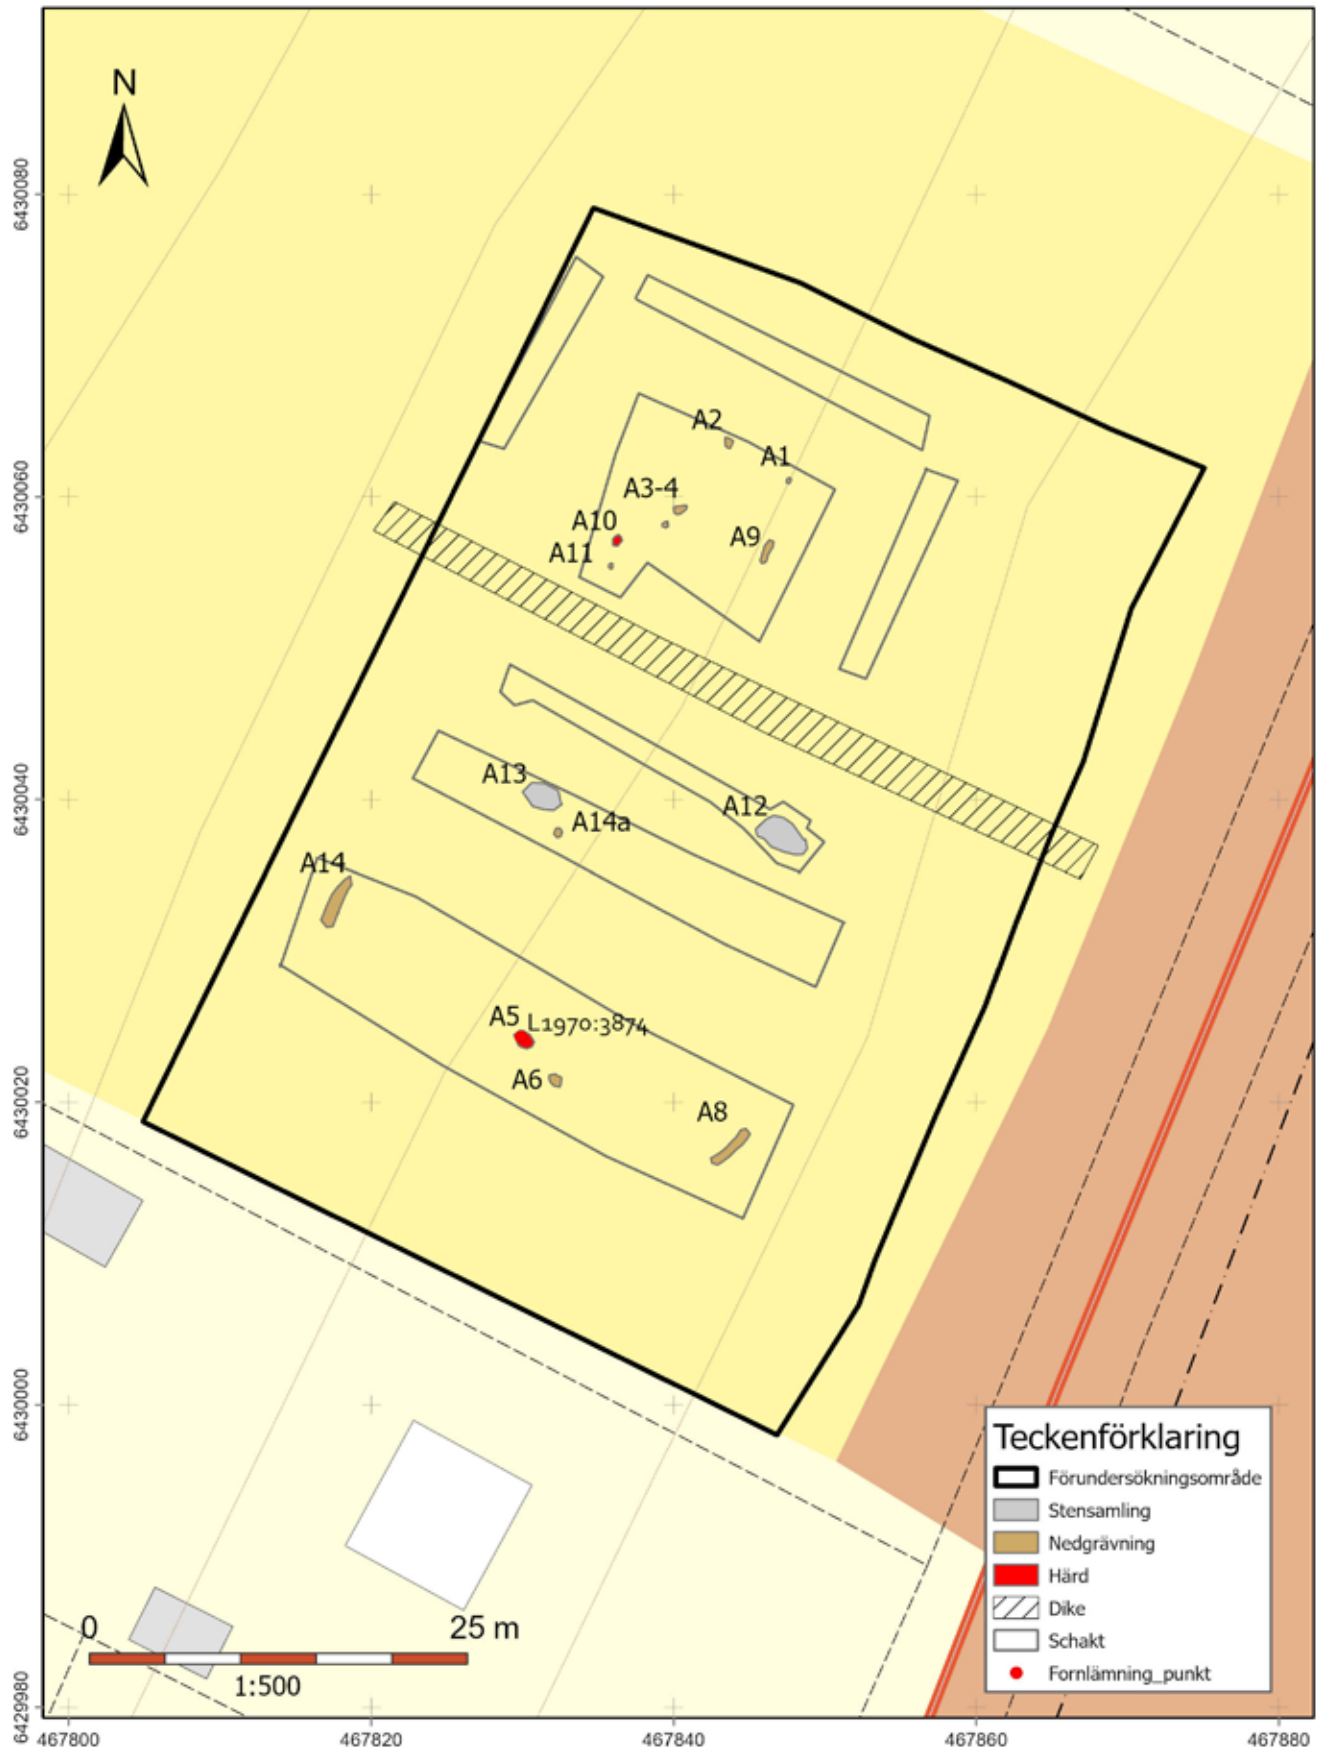 N
6430080
6430060
6430040
6430020
6430000
6429980
A2
A1
A3-4
A10
A9
A11
A13
A12
A14a
A14
A5
L1970:3874
A6
A8
Teckenförklaring
Förundersökningsområde
Stensamling
Nedgrävning
Härd
Dike
Schakt
Fornlämning_punkt
0 25 m
1:500
467800 467820 467840 467860 467880